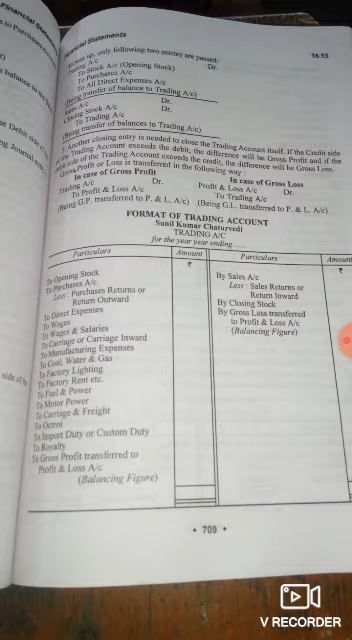 Financial Statements
18.13
To sum up, only following two entries are passed:
Trading A/c Dr.
To Stock A/c (Opening Stock)
To Purchases A/c
To All Direct Expenses A/c
(Being transfer of balance to Trading A/c)
Sales A/c Dr.
Closing Stock A/c Dr.
To Trading A/c
(Being transfer of balances to Trading A/c)
5. Another closing entry is needed to close the Trading Account itself. If the Credit side
of the Trading Account exceeds the debit, the difference will be Gross Profit and if the
side of the Trading Account exceeds the credit, the difference will be Gross Loss.
Gross Profit or Loss is transferred in the following way :
In case of Gross Profit In case of Gross Loss
Trading A/c Dr. Profit & Loss A/c Dr.
To Profit & Loss A/c To Trading A/c
(Being G.P. transferred to P. & L. A/c) (Being G.L. transferred to P. & L. A/c)
FORMAT OF TRADING ACCOUNT
Sunil Kumar Chaturvedi
TRADING A/C
for the year year ending ......
Particulars Amount Particulars Amount
₹ ₹
To Opening Stock
To Purchases A/c
Less : Purchases Returns or
Return Outward
To Direct Expenses
To Wages
To Wages & Salaries
To Carriage or Carriage Inward
To Manufacturing Expenses
To Coal, Water & Gas
To Factory Lighting
To Factory Rent etc.
To Fuel & Power
To Motor Power
To Carriage & Freight
To Octroi
To Import Duty or Custom Duty
To Royalty
To Gross Profit transferred to
Profit & Loss A/c
(Balancing Figure)
By Sales A/c
Less : Sales Returns or
Return Inward
By Closing Stock
By Gross Loss transferred
to Profit & Loss A/c
(Balancing Figure)
• 709 •
V RECORDER